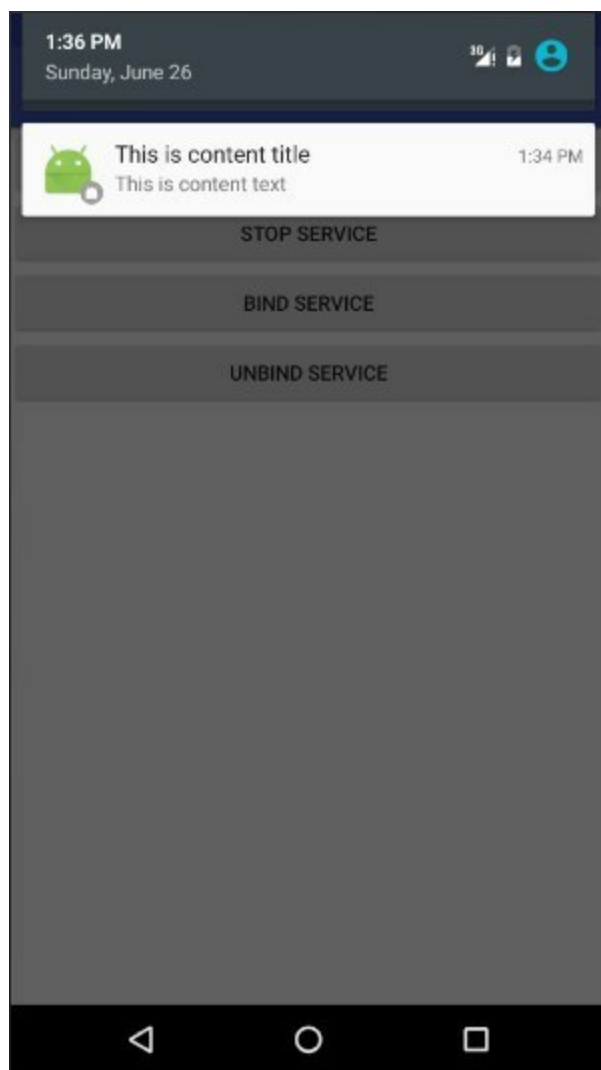 1:36 PM
Sunday, June 26
3G
This is content title
1:34 PM
This is content text
STOP SERVICE
BIND SERVICE
UNBIND SERVICE